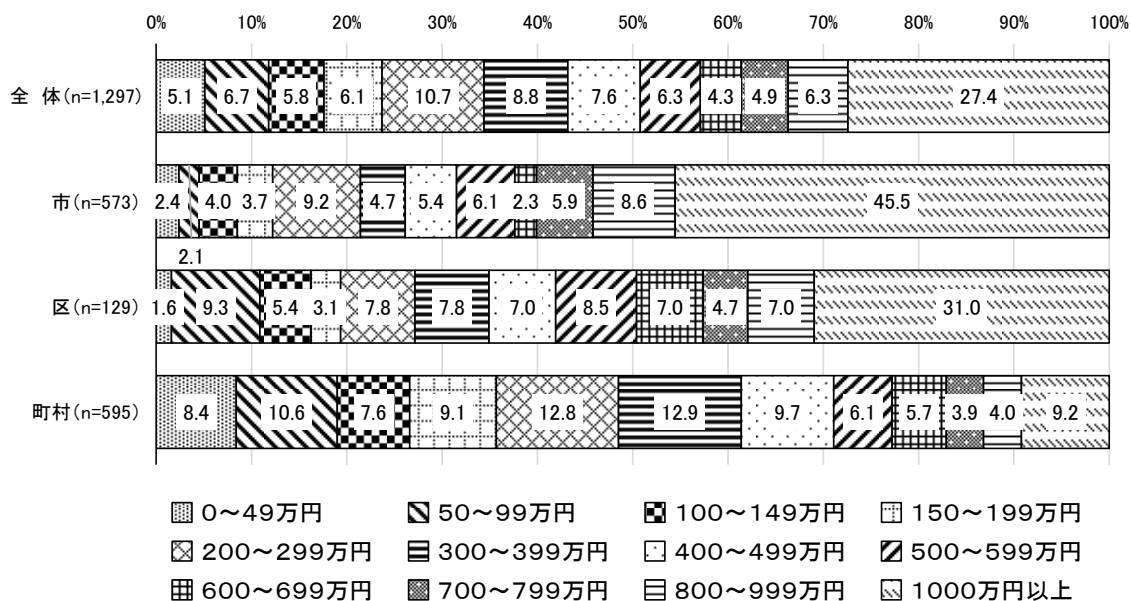 0% 10% 20% 30% 40% 50% 60% 70% 80% 90% 100%
全 体(n=1,297) 5.1 6.7 5.8 6.1 10.7 8.8 7.6 6.3 4.3 4.9 6.3 27.4
市(n=573) 2.4 4.0 3.7 9.2 4.7 5.4 6.1 2.3 5.9 8.6 45.5
2.1
区(n=129) 1.6 9.3 5.4 3.1 7.8 7.8 7.0 8.5 7.0 4.7 7.0 31.0
町村(n=595) 8.4 10.6 7.6 9.1 12.8 12.9 9.7 6.1 5.7 3.9 4.0 9.2
0～49万円 50～99万円 100～149万円 150～199万円
200～299万円 300～399万円 400～499万円 500～599万円
600～699万円 700～799万円 800～999万円 1000万円以上